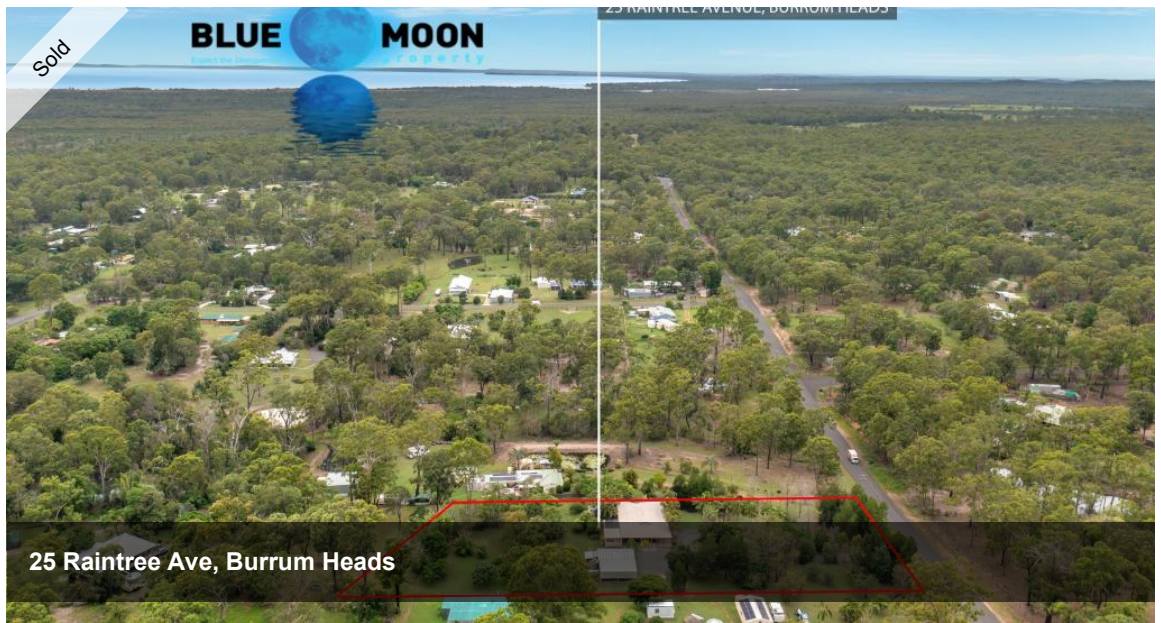 25 RAINTREE AVENUE, BURRUM HEADS
Sold
BLUE MOON
property
25 Raintree Ave, Burrum Heads